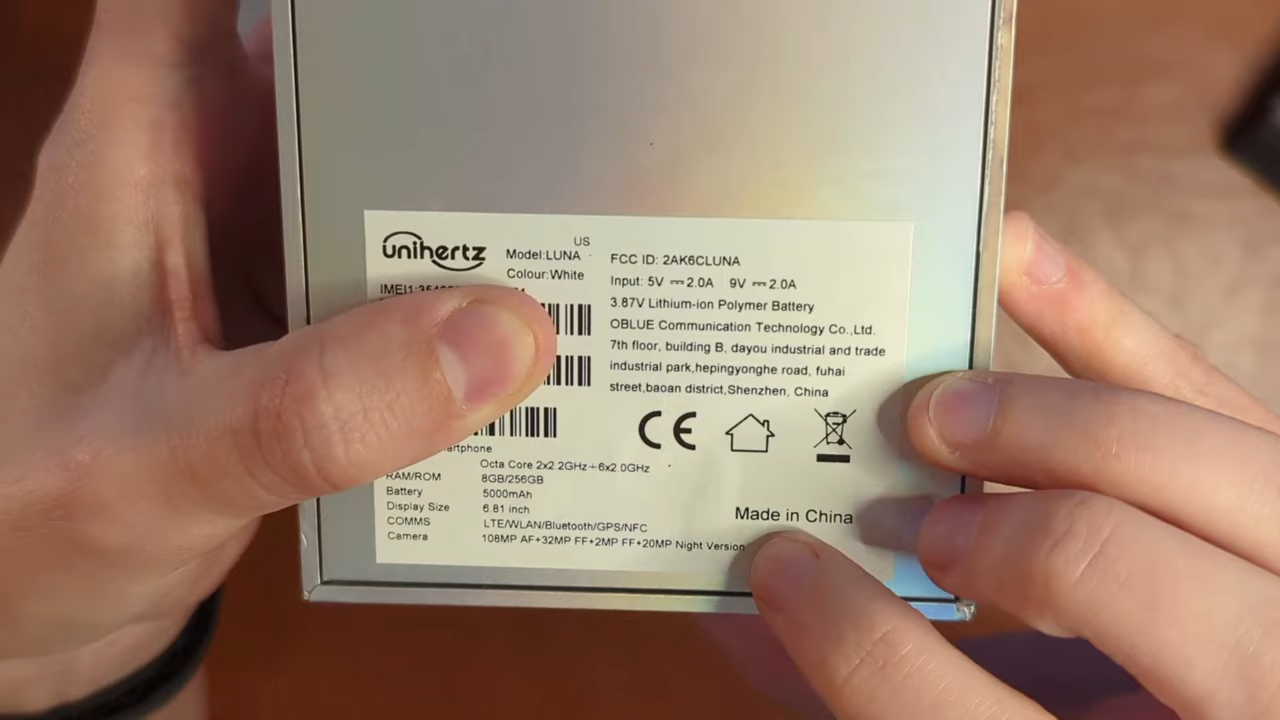 unihertz
US
Model:LUNA
Colour:White
FCC ID: 2AK6CLUNA
Input: 5V ⎓ 2.0A 9V ⎓ 2.0A
3.87V Lithium-ion Polymer Battery
OBLUE Communication Technology Co.,Ltd.
7th floor, building B, dayou industrial and trade
industrial park,hepingyonghe road, fuhai
street,baoan district,Shenzhen, China
CE
Octa Core 2x2.2GHz+6x2.0GHz
RAM/ROM 8GB/256GB
Battery 5000mAh
Display Size 6.81 inch
COMMS LTE/WLAN/Bluetooth/GPS/NFC
Camera 108MP AF+32MP FF+2MP FF+20MP Night Version
Made in China